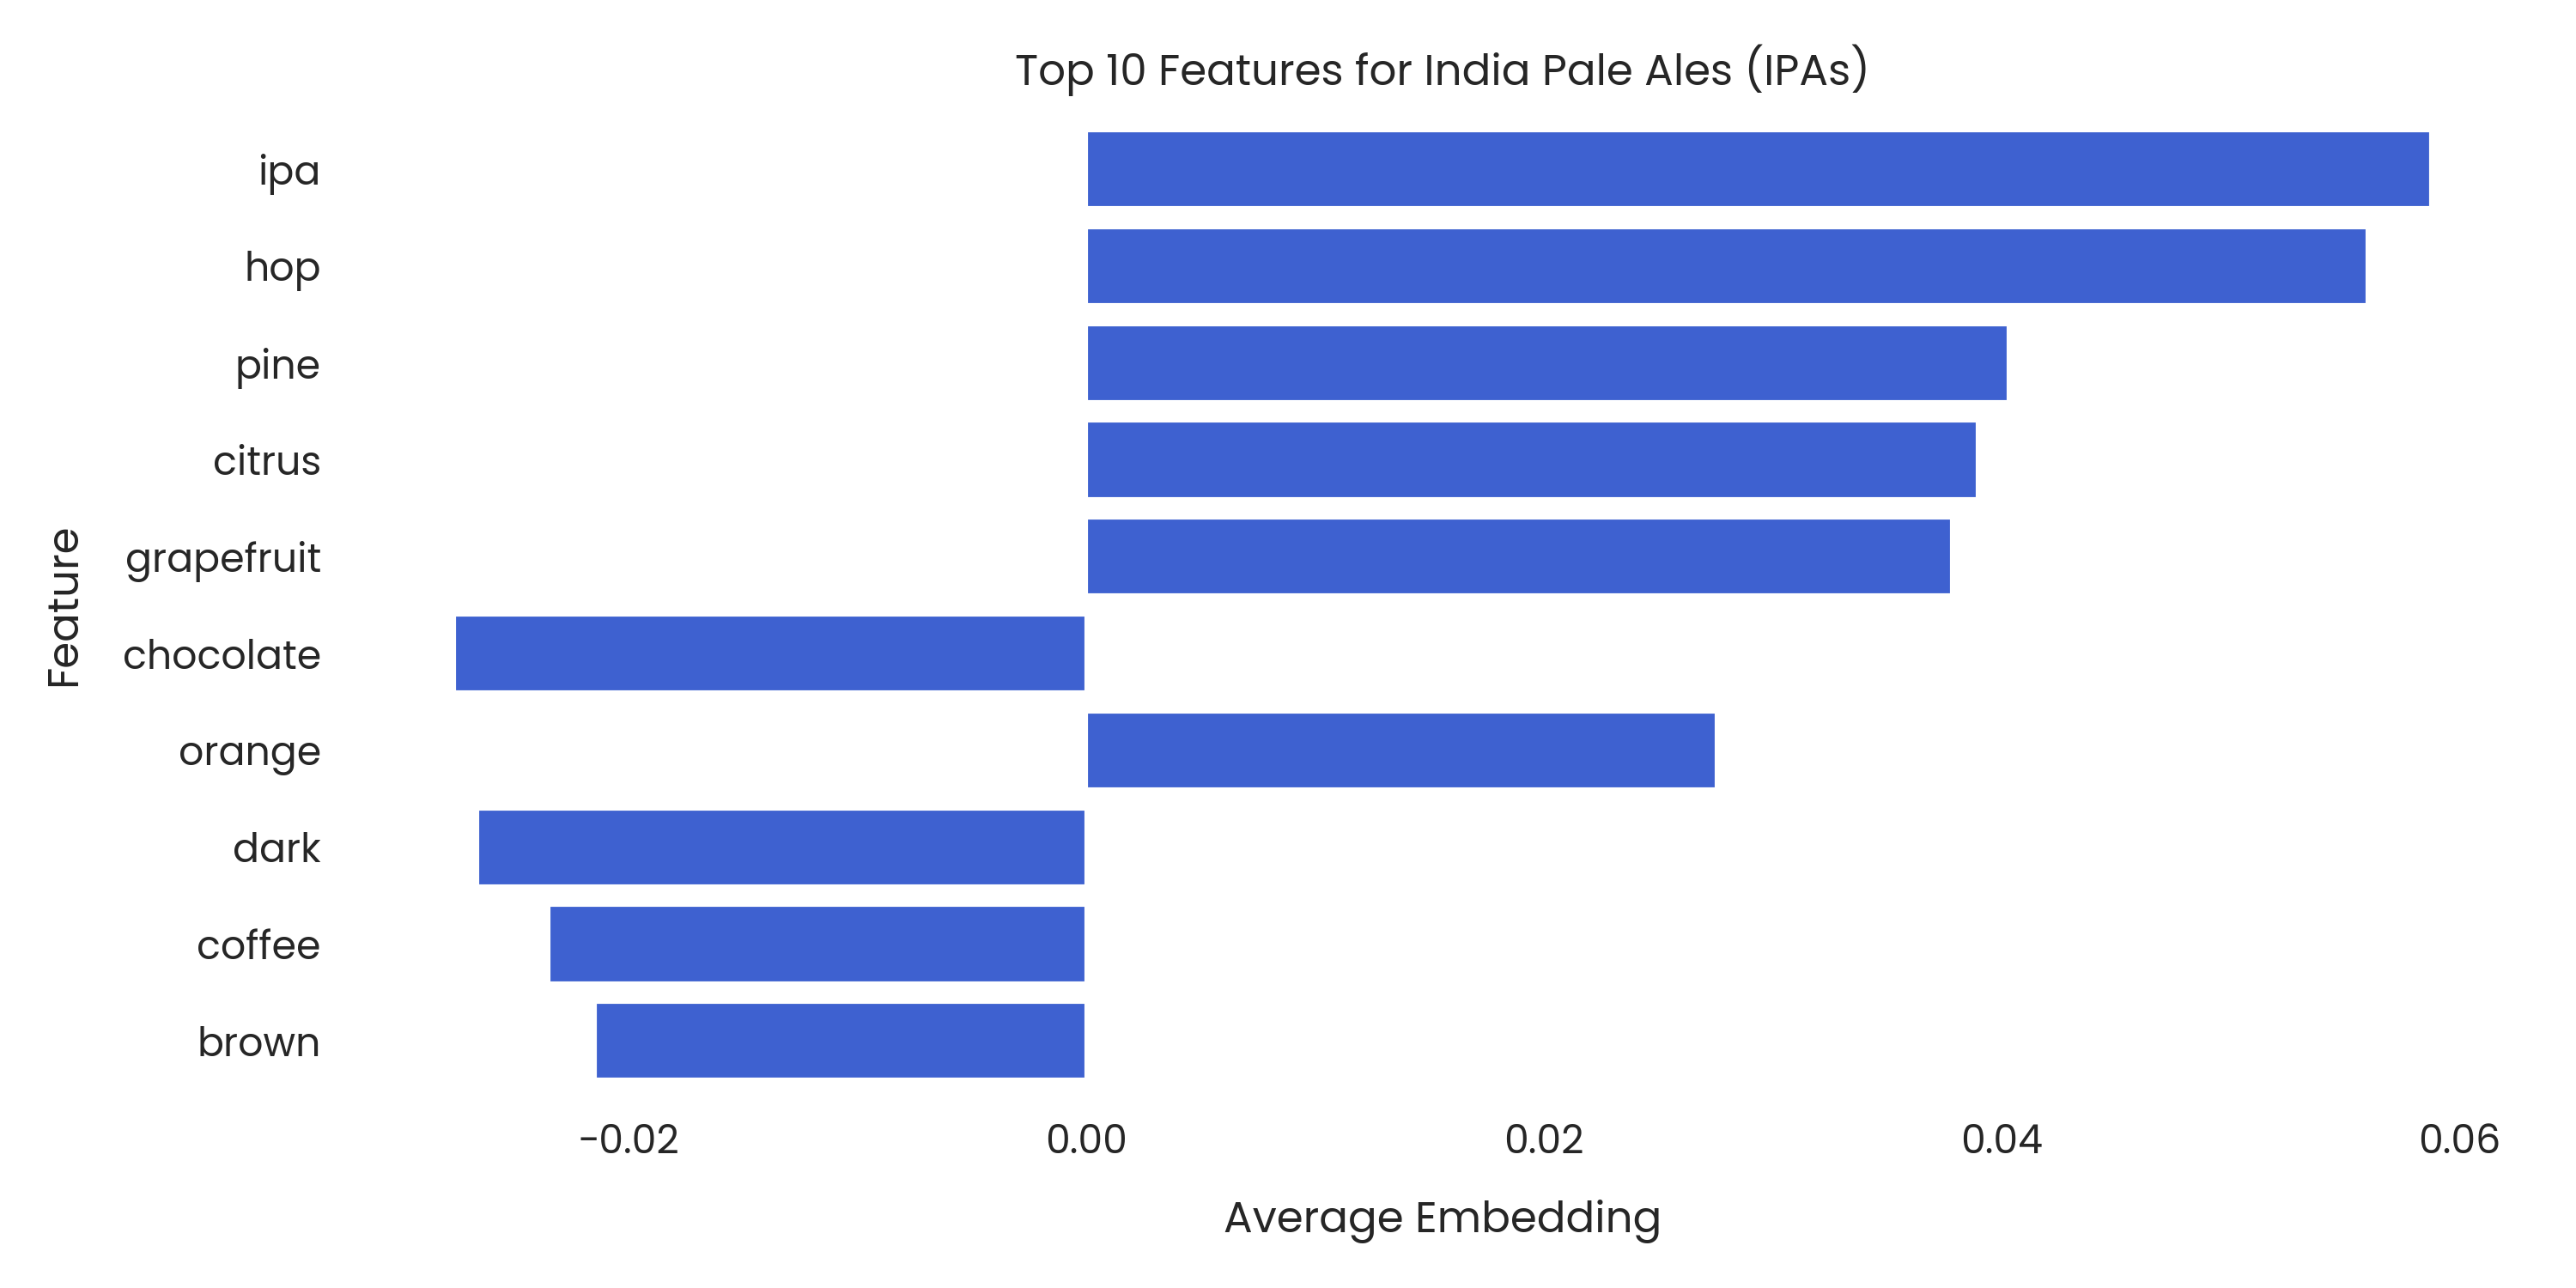 Top 10 Features for India Pale Ales (IPAs)
Feature
ipa
hop
pine
citrus
grapefruit
chocolate
orange
dark
coffee
brown
-0.02 0.00 0.02 0.04 0.06
Average Embedding